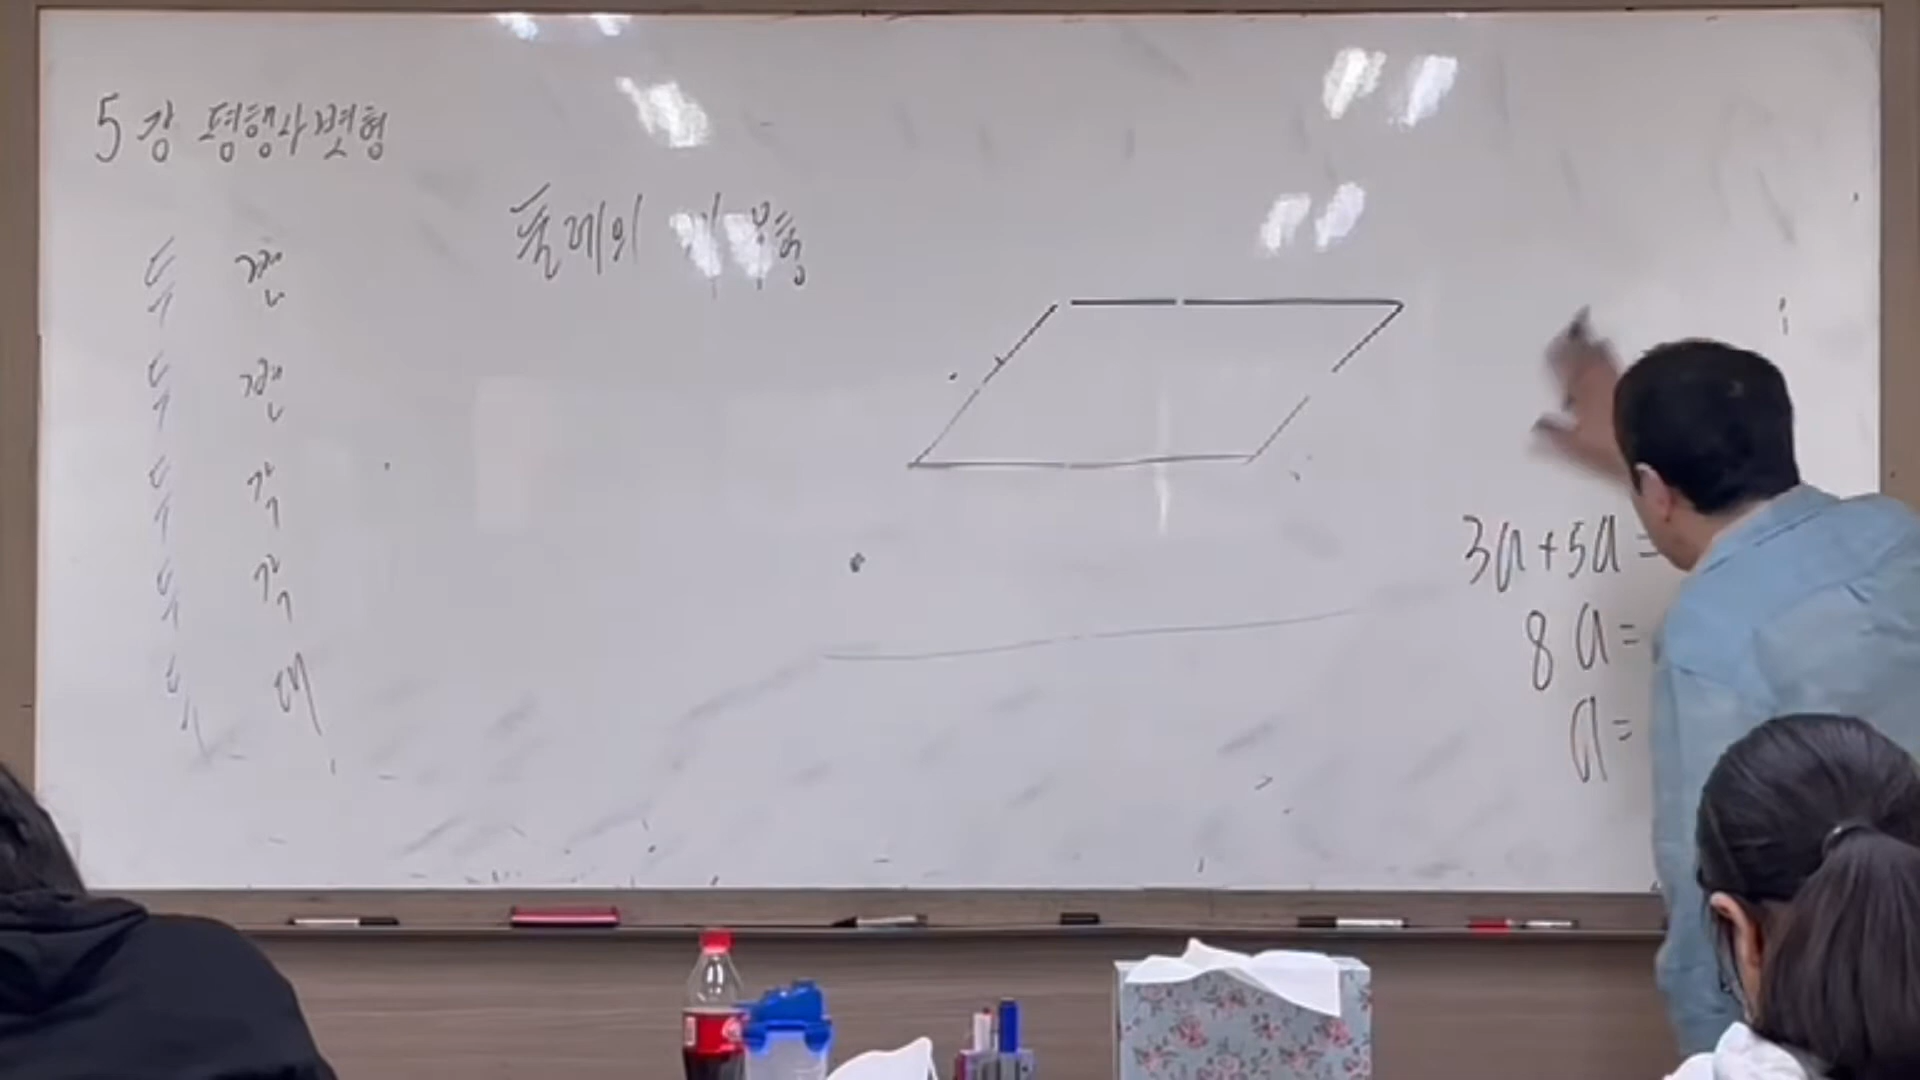 5강 평행사변형
둘레의
두 변
두 변
두 각
두 각
두 대
3a+5a=
8a=
a=